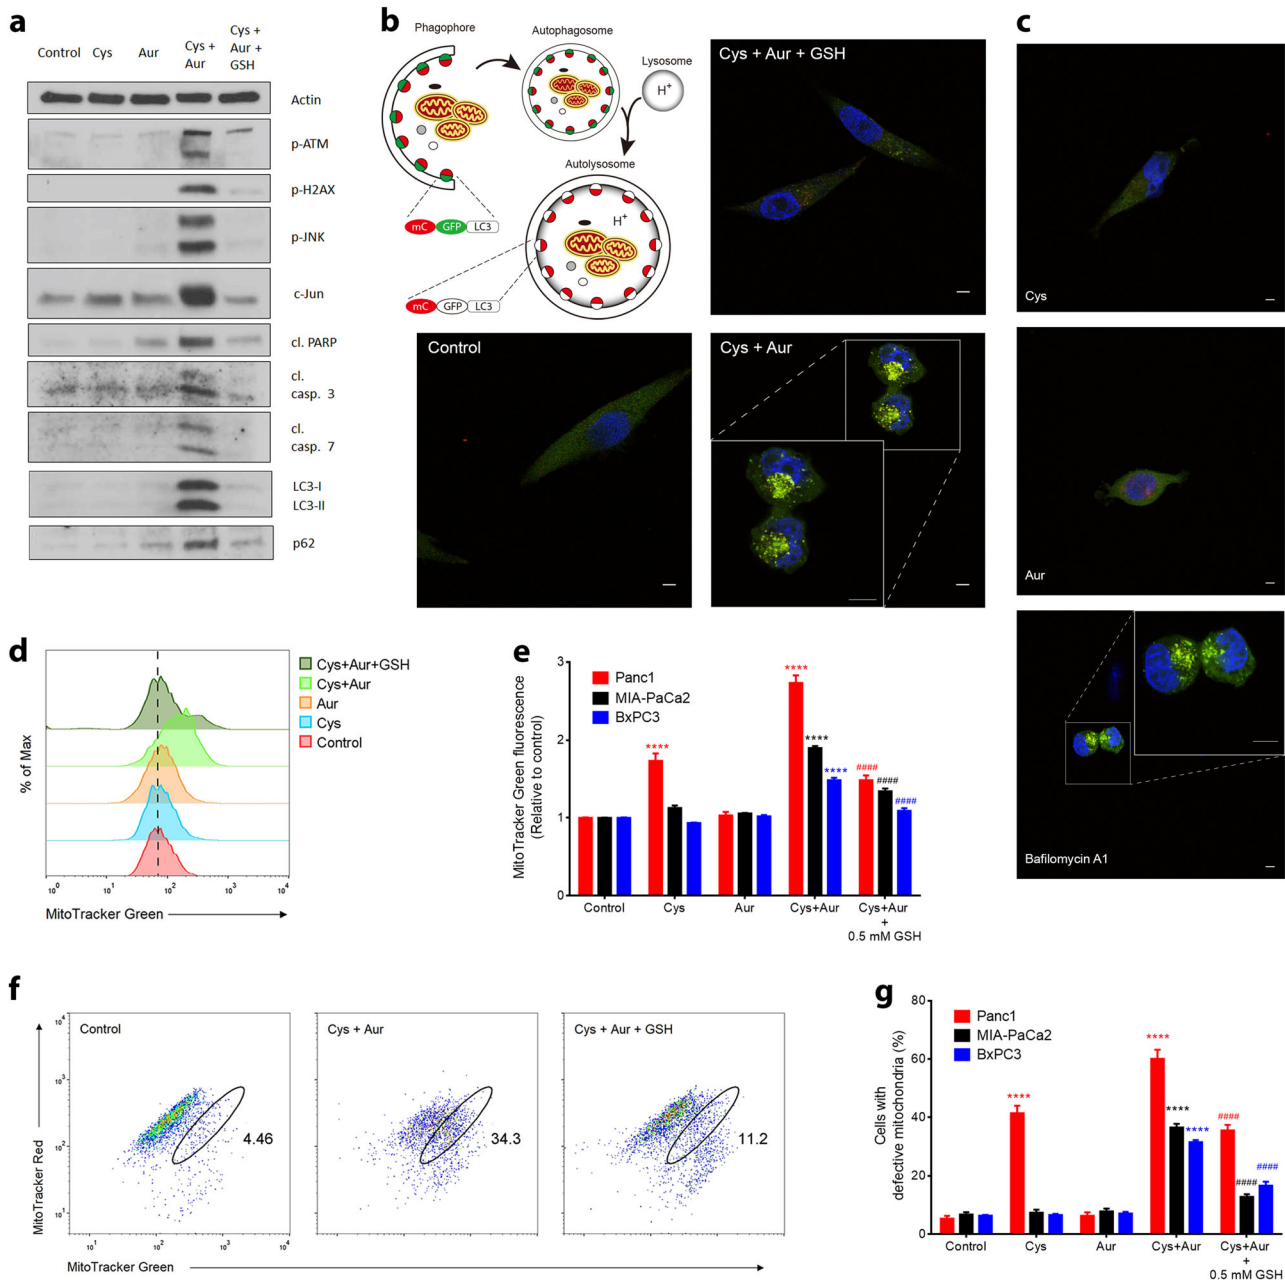 a
Control
Cys
Aur
Cys +
Aur
Cys +
Aur +
GSH
Actin
p-ATM
p-H2AX
p-JNK
c-Jun
cl. PARP
cl.
casp. 3
cl.
casp. 7
LC3-I
LC3-II
p62
b
Phagophore
Autophagosome
Lysosome
H+
Autolysosome
H+
mC GFP LC3
mC GFP LC3
Cys + Aur + GSH
Control
Cys + Aur
c
Cys
Aur
Bafilomycin A1
d
% of Max
Cys+Aur+GSH
Cys+Aur
Aur
Cys
Control
10^0 10^1 10^2 10^3 10^4
MitoTracker Green
e
MitoTracker Green fluorescence
(Relative to control)
3
2
1
0
Panc1
MIA-PaCa2
BxPC3
****
****
****
****
####
####
####
Control
Cys
Aur
Cys+Aur
Cys+Aur
+
0.5 mM GSH
f
MitoTracker Red
10^4
10^3
10^2
10^1
Control
4.46
Cys + Aur
34.3
Cys + Aur + GSH
11.2
10^1 10^2 10^3 10^4
MitoTracker Green
g
Cells with
defective mitochondria (%)
80
60
40
20
0
Panc1
MIA-PaCa2
BxPC3
****
****
****
****
####
####
####
Control
Cys
Aur
Cys+Aur
Cys+Aur
+
0.5 mM GSH